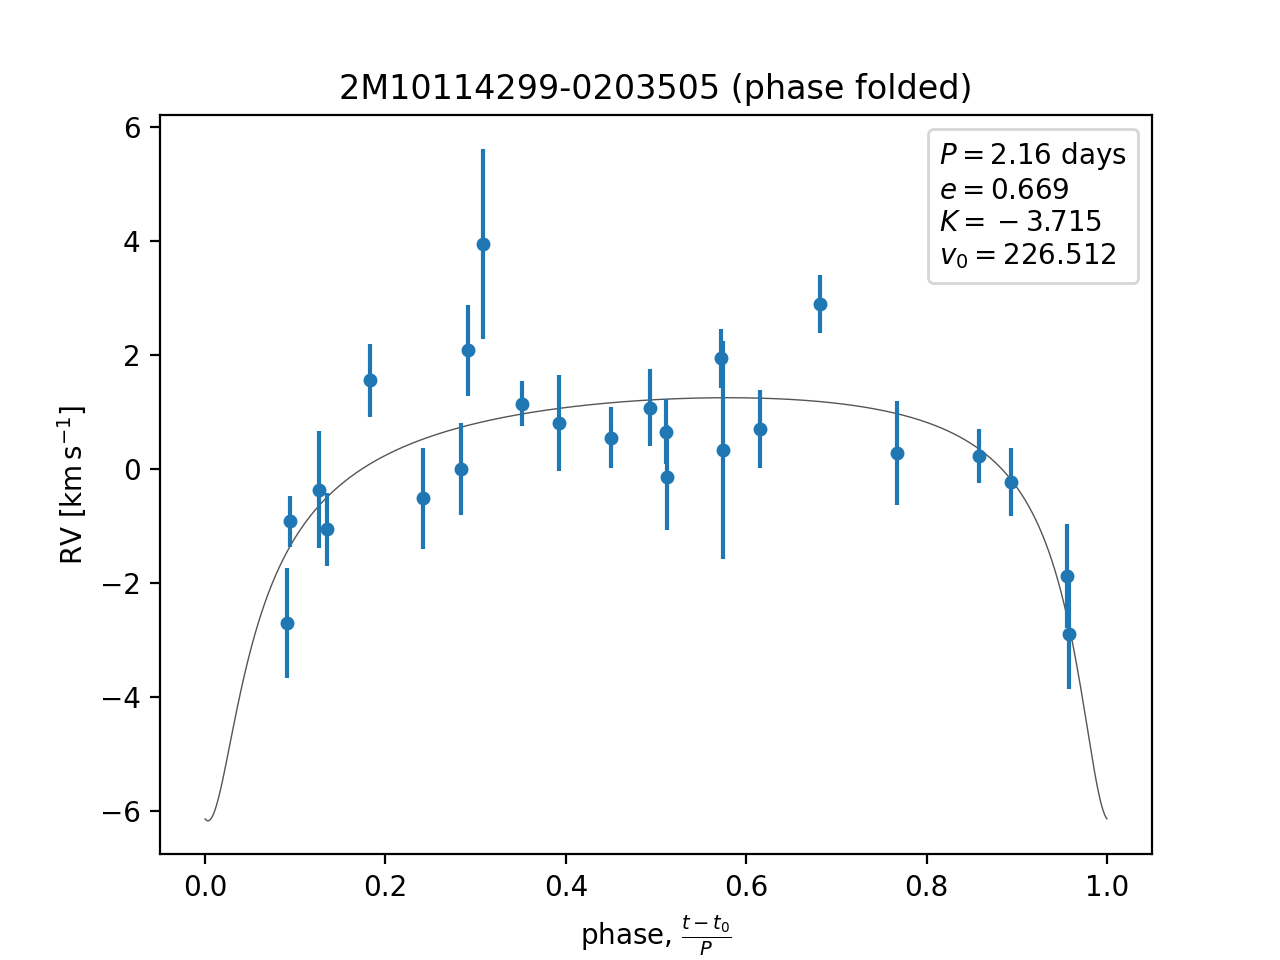 2M10114299-0203505 (phase folded)
P = 2.16 days
e = 0.669
K = −3.715
v₀ = 226.512
6
4
2
0
−2
−4
−6
RV [km s⁻¹]
0.0 0.2 0.4 0.6 0.8 1.0
phase, (t − t₀)/P